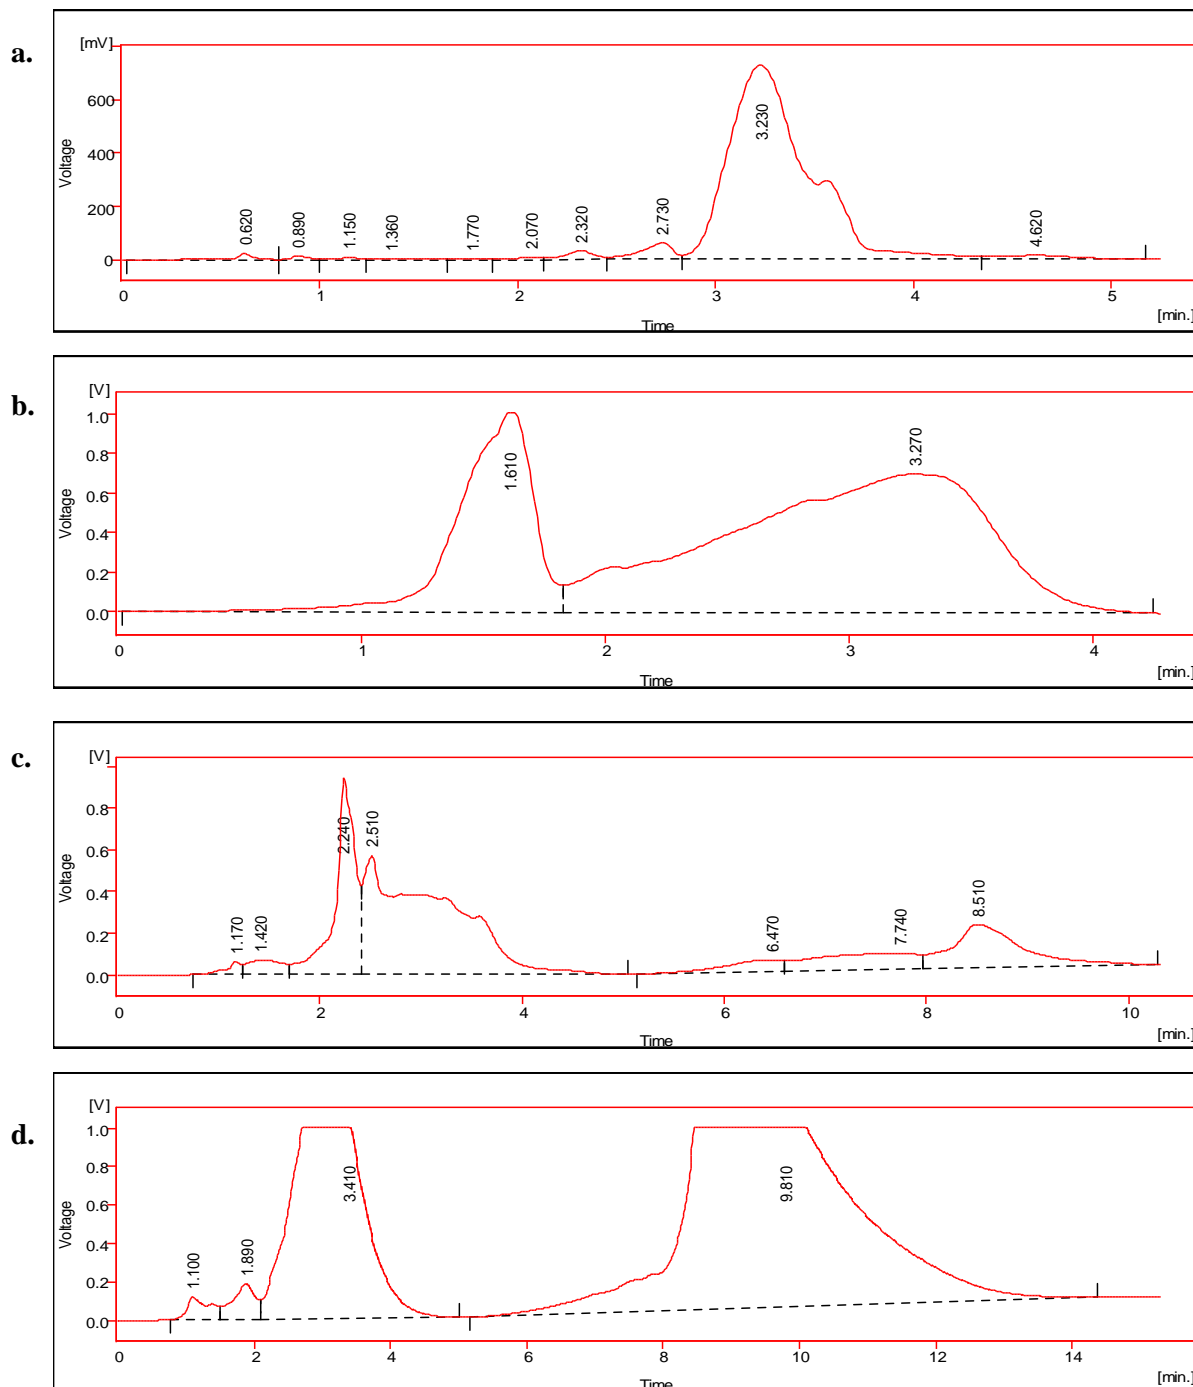 a.
[mV]
600
400
200
0
Voltage
0.620
0.890
1.150
1.360
1.770
2.070
2.320
2.730
3.230
4.620
0 1 2 3 4 5
Time
[min.]
b.
[V]
1.0
0.8
0.6
0.4
0.2
0.0
Voltage
1.610
3.270
0 1 2 3 4
Time
[min.]
c.
[V]
0.8
0.6
0.4
0.2
0.0
Voltage
1.170
1.420
2.240
2.510
6.470
7.740
8.510
0 2 4 6 8 10
Time
[min.]
d.
[V]
1.0
0.8
0.6
0.4
0.2
0.0
Voltage
1.100
1.890
3.410
9.810
0 2 4 6 8 10 12 14
Time
[min.]